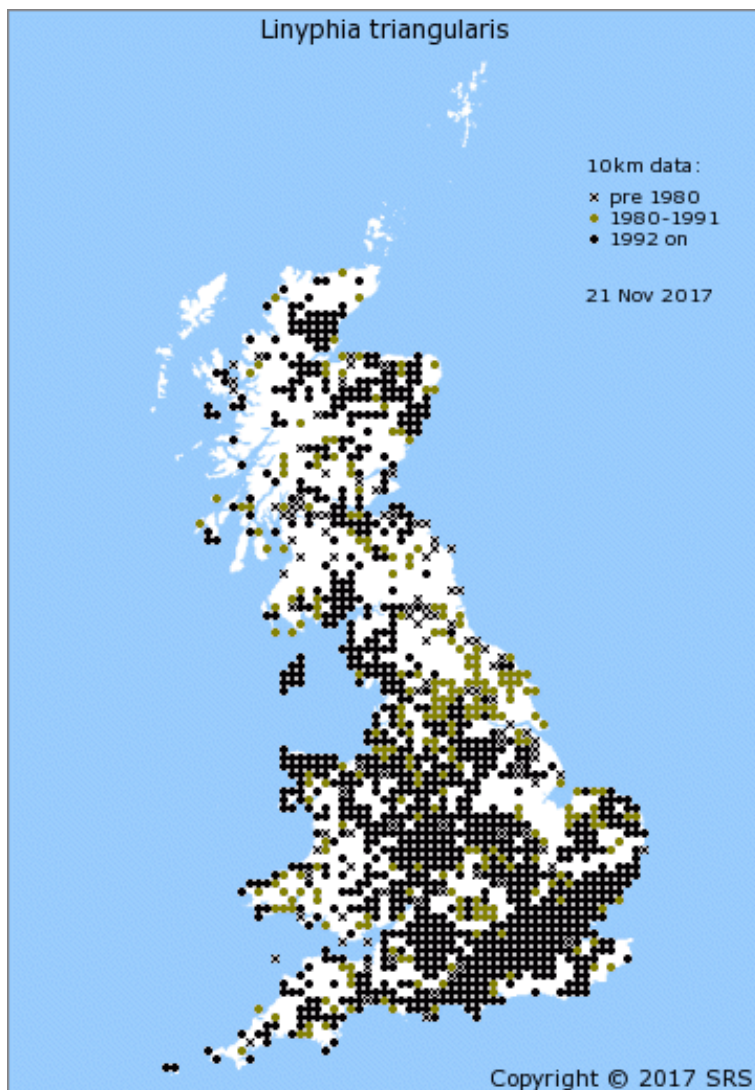 Linyphia triangularis
10km data:
pre 1980
1980-1991
1992 on
21 Nov 2017
Copyright © 2017 SRS